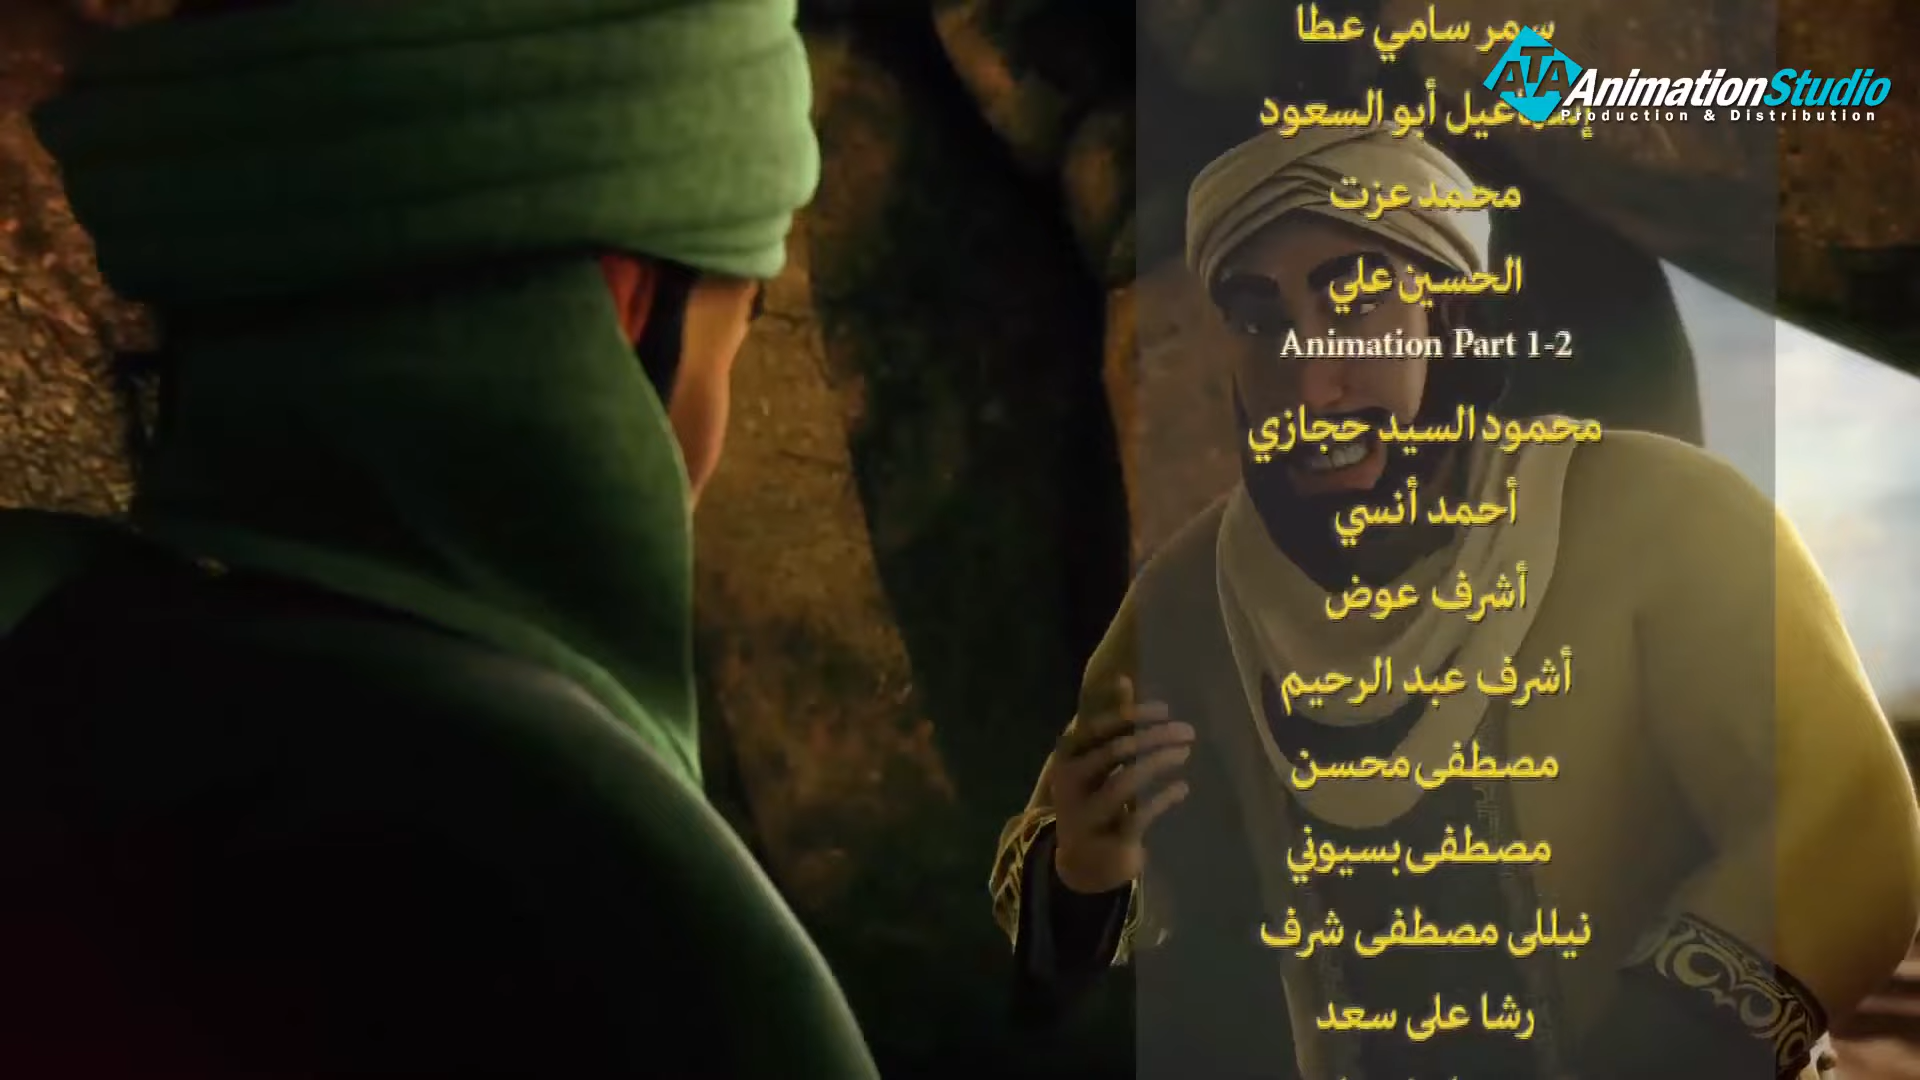 سمر سامي عطا
ATA AnimationStudio
Production & Distribution
إسماعيل أبو السعود
محمد عزت
الحسين علي
Animation Part 1-2
محمود السيد حجازي
أحمد أنسي
أشرف عوض
أشرف عبد الرحيم
مصطفى محسن
مصطفى بسيوني
نيللى مصطفى شرف
رشا على سعد